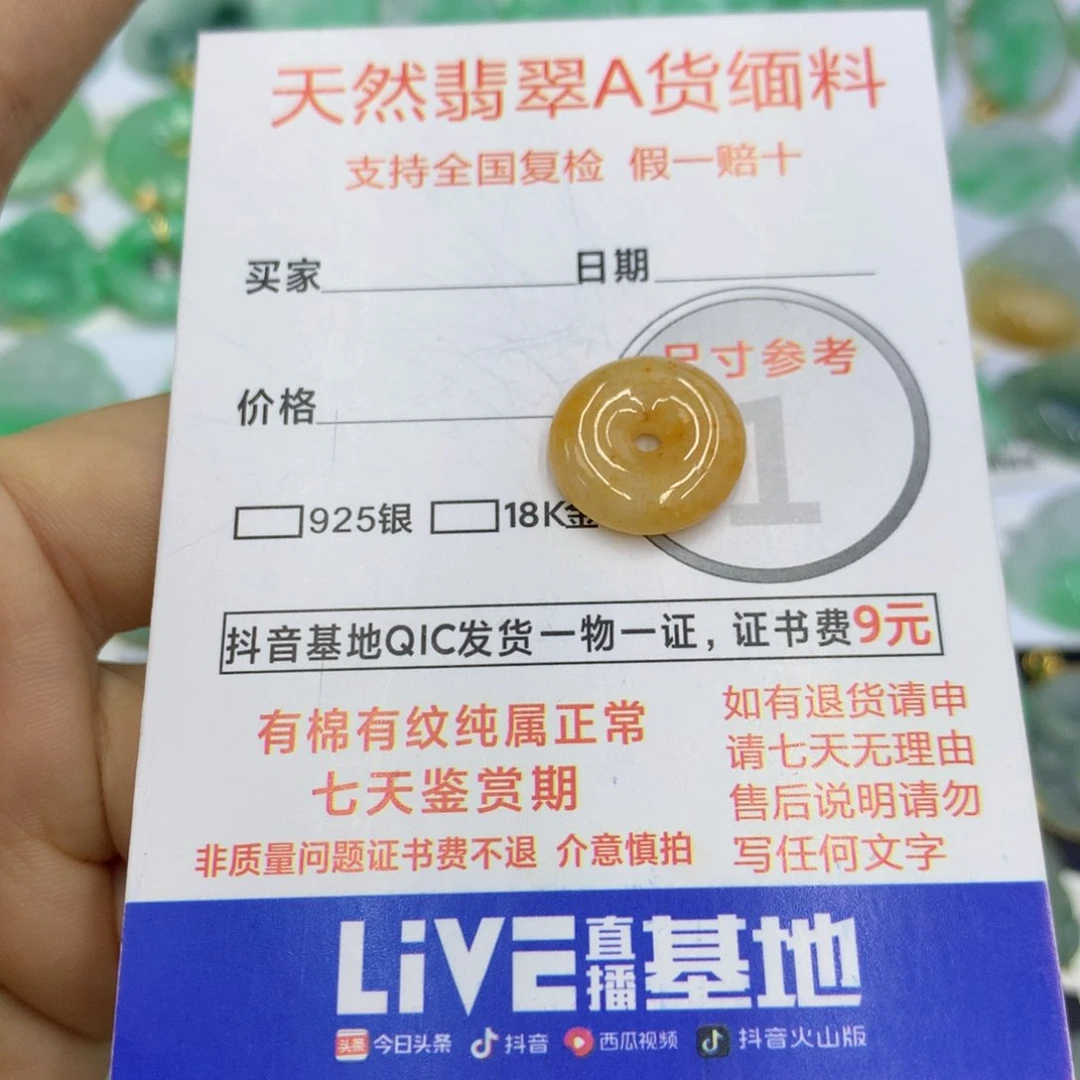 天然翡翠A货缅料
支持全国复检 假一赔十
买家 日期
尺寸参考
1
价格
925银 18K金
抖音基地QIC发货一物一证，证书费9元
有棉有纹纯属正常
七天鉴赏期
非质量问题证书费不退 介意慎拍
如有退货请申
请七天无理由
售后说明请勿
写任何文字
LiVE直播基地
头条 今日头条 抖音 西瓜视频 抖音火山版